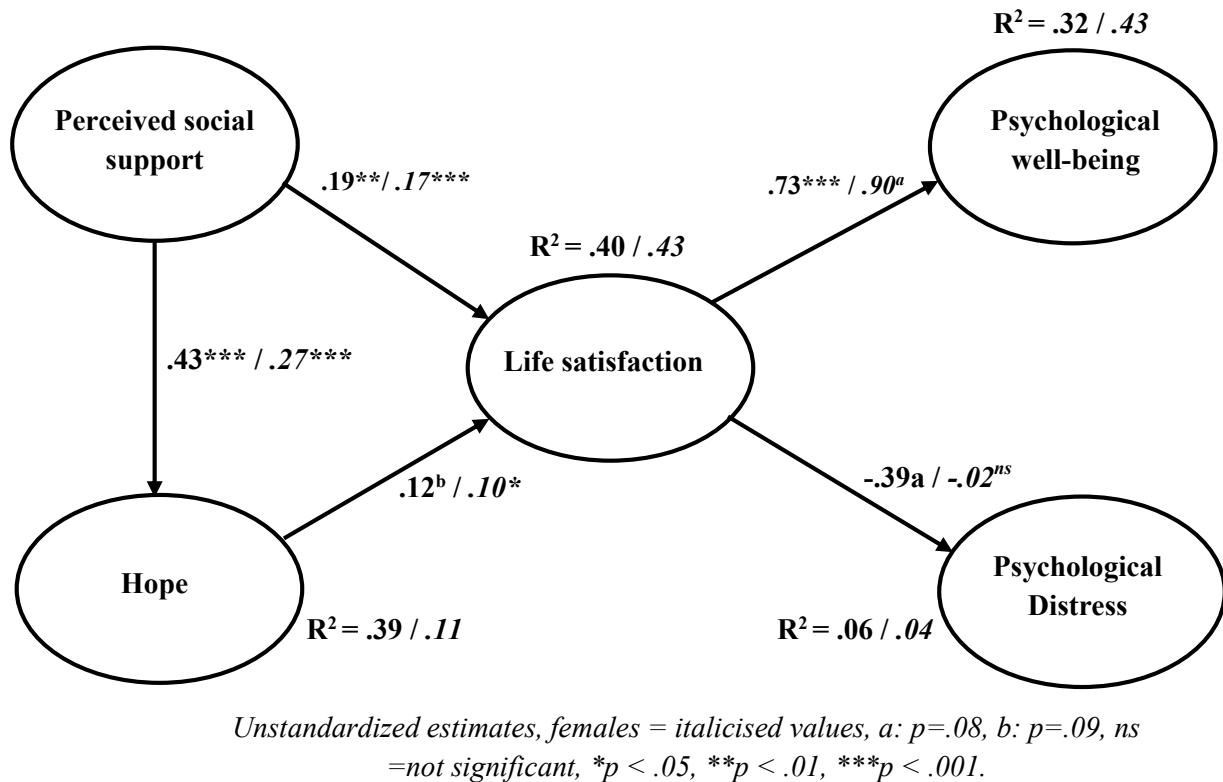 R² = .32 / .43
Perceived social
support
Psychological
well-being
.19**/ .17***
.73*** / .90ᵃ
R² = .40 / .43
Life satisfaction
.43*** / .27***
.12ᵇ / .10*
-.39a / -.02ⁿˢ
Hope
Psychological
Distress
R² = .39 / .11
R² = .06 / .04
Unstandardized estimates, females = italicised values, a: p=.08, b: p=.09, ns
=not significant, *p < .05, **p < .01, ***p < .001.